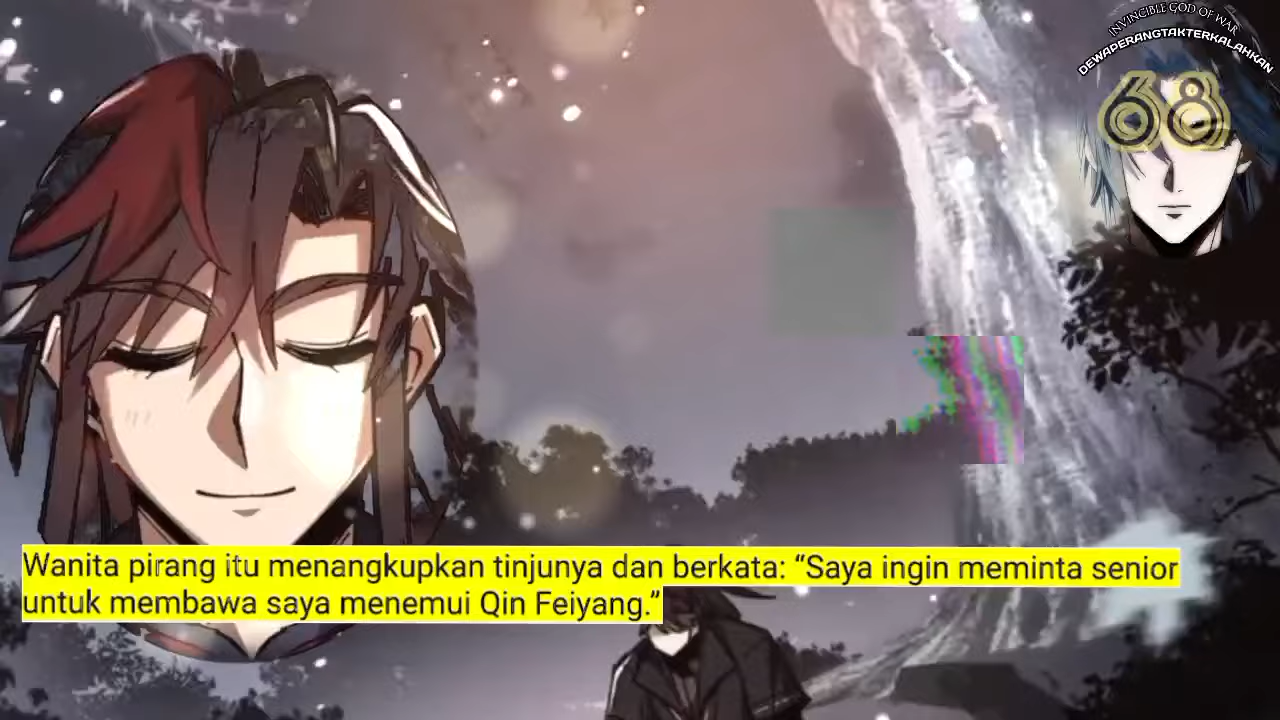 INVINCIBLE GOD OF WAR
DEWAPERANGTAKTERKALAHKAN
68
Wanita pirang itu menangkupkan tinjunya dan berkata: “Saya ingin meminta senior
untuk membawa saya menemui Qin Feiyang.”